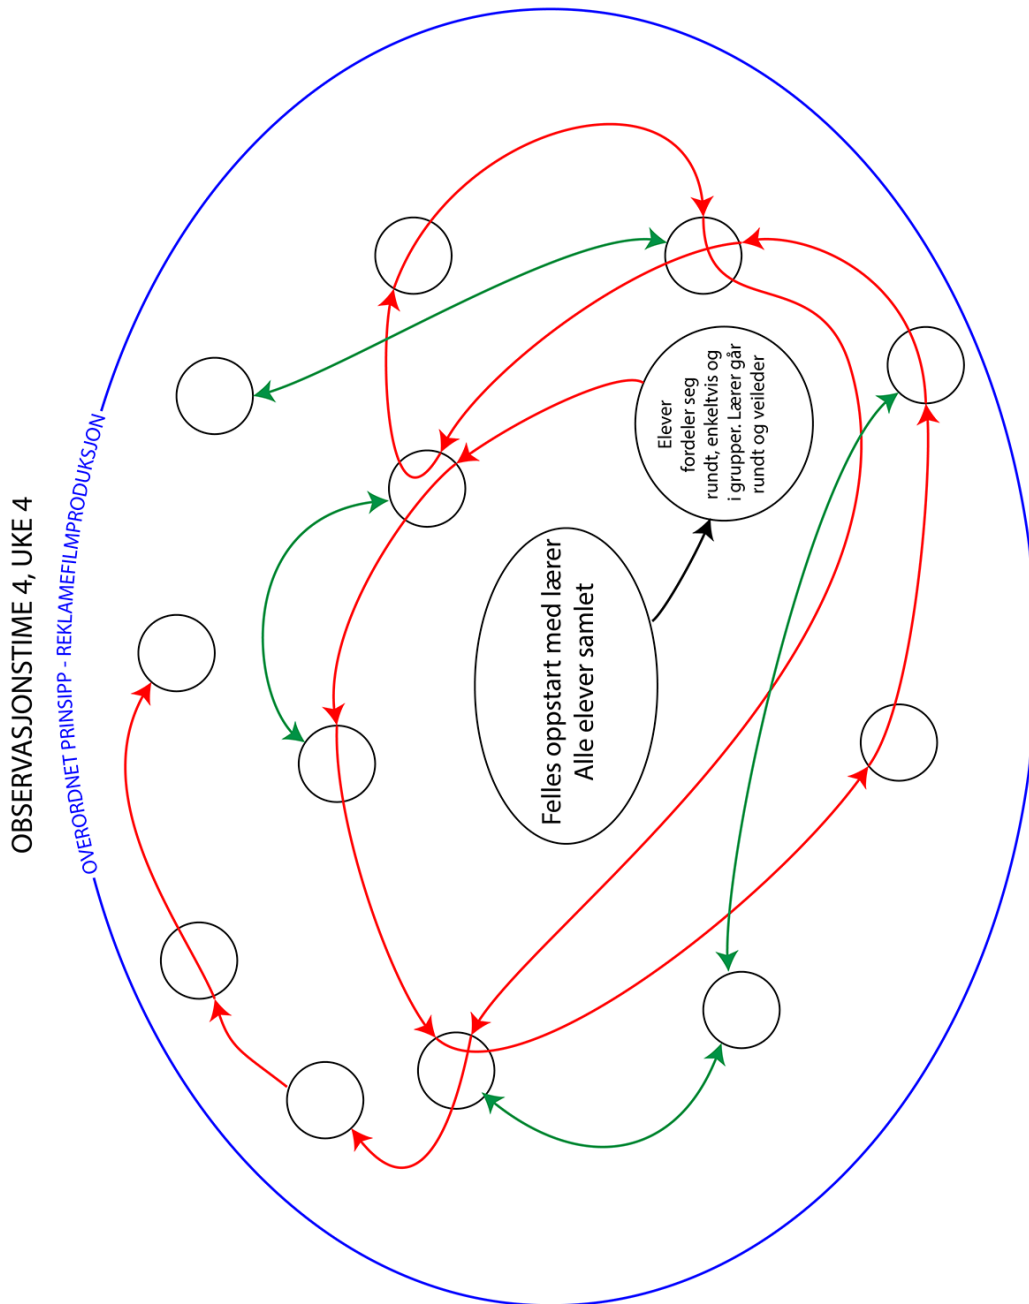 OBSERVASJONSTIME 4, UKE 4
OVERORDNET PRINSIPP - REKLAMEFILMPRODUKSJON
Felles oppstart med lærer
Alle elever samlet
Elever
fordeler seg
rundt, enkeltvis og
i grupper. Lærer går
rundt og veileder